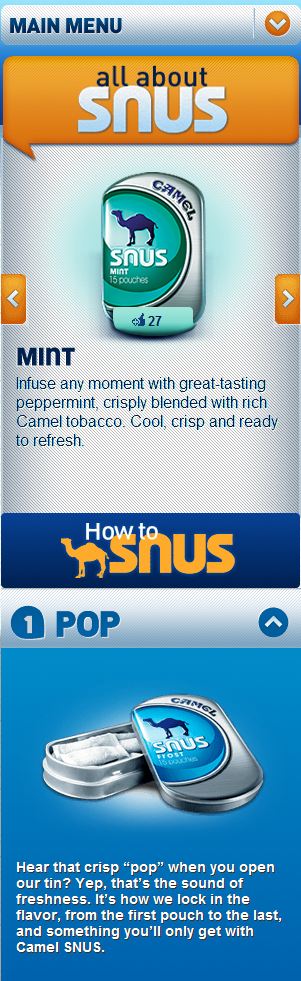 MAIN MENU
all about
SNUS
CAMEL
SNUS
MINT
15 pouches
27
MINT
Infuse any moment with great-tasting
peppermint, crisply blended with rich
Camel tobacco. Cool, crisp and ready
to refresh.
How to
SNUS
1 POP
CAMEL
SNUS
FROST
15 pouches
Hear that crisp “pop” when you open
our tin? Yep, that’s the sound of
freshness. It’s how we lock in the
flavor, from the first pouch to the last,
and something you’ll only get with
Camel SNUS.